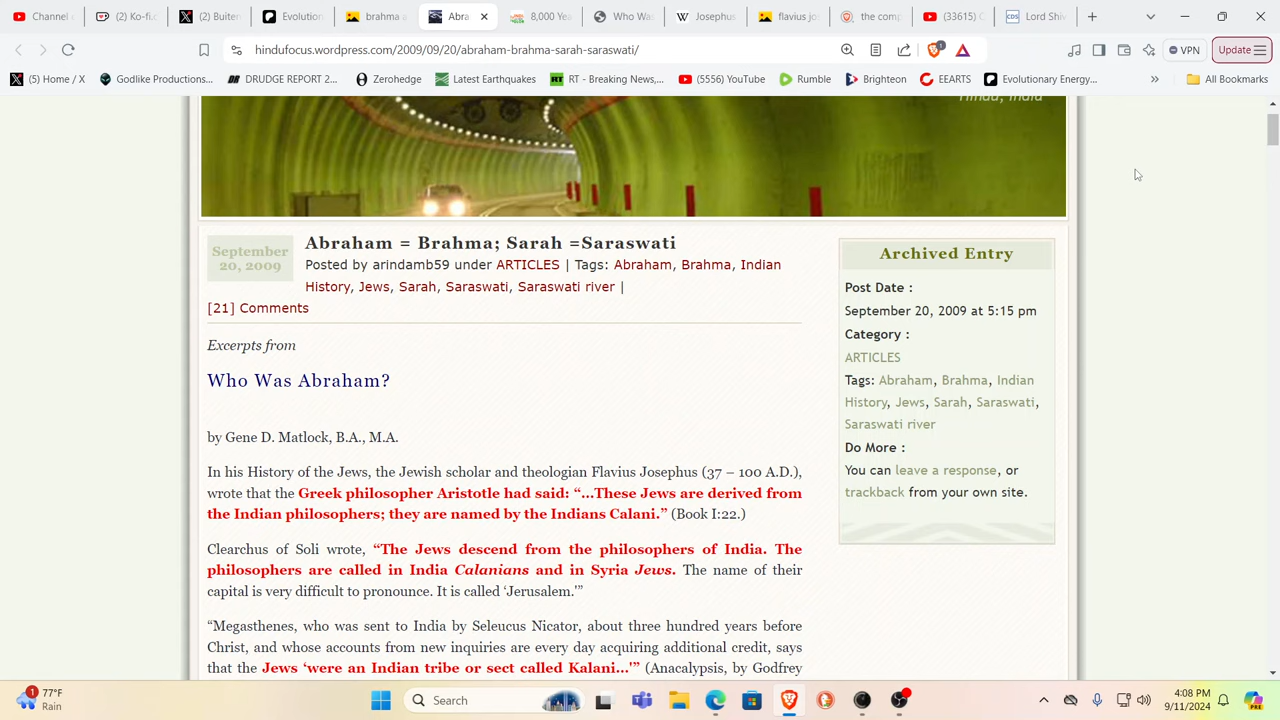 Channel
(2) Ko-fi
(2) Buiter
Evolution
brahma a
Abra
8,000 Ye
Who Was
Josephus
flavius jos
the comp
(33615)
Lord Shiv
hindufocus.wordpress.com/2009/09/20/abraham-brahma-sarah-saraswati/
1
VPN
Update
(5) Home / X
Godlike Productions...
DRUDGE REPORT 2...
Zerohedge
Latest Earthquakes
RT - Breaking News,...
(5555) YouTube
Rumble
Brighteon
EEARTS
Evolutionary Energy...
All Bookmarks
Hindu, India
September
20, 2009
Abraham = Brahma; Sarah =Saraswati
Posted by arindamb59 under ARTICLES | Tags: Abraham, Brahma, Indian
History, Jews, Sarah, Saraswati, Saraswati river |
[21] Comments
Excerpts from
Who Was Abraham?
by Gene D. Matlock, B.A., M.A.
In his History of the Jews, the Jewish scholar and theologian Flavius Josephus (37 – 100 A.D.),
wrote that the Greek philosopher Aristotle had said: “…These Jews are derived from
the Indian philosophers; they are named by the Indians Calani.” (Book I:22.)
Clearchus of Soli wrote, “The Jews descend from the philosophers of India. The
philosophers are called in India Calanians and in Syria Jews. The name of their
capital is very difficult to pronounce. It is called ‘Jerusalem.’”
“Megasthenes, who was sent to India by Seleucus Nicator, about three hundred years before
Christ, and whose accounts from new inquiries are every day acquiring additional credit, says
that the Jews ‘were an Indian tribe or sect called Kalani…’” (Anacalypsis, by Godfrey
Archived Entry
Post Date :
September 20, 2009 at 5:15 pm
Category :
ARTICLES
Tags: Abraham, Brahma, Indian
History, Jews, Sarah, Saraswati,
Saraswati river
Do More :
You can leave a response, or
trackback from your own site.
1
77°F
Rain
Search
4:08 PM
9/11/2024
PRE